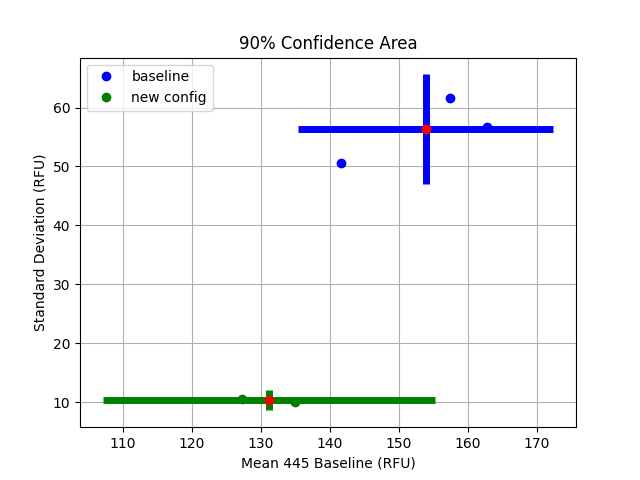 90% Confidence Area
baseline
new config
Standard Deviation (RFU)
60
50
40
30
20
10
110 120 130 140 150 160 170
Mean 445 Baseline (RFU)